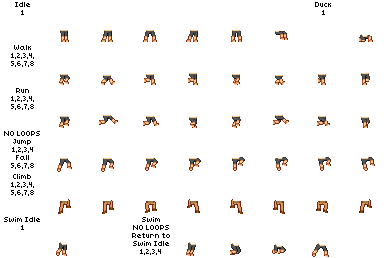 Idle
1
Duck
1
Walk
1,2,3,4,
5,6,7,8
Run
1,2,3,4,
5,6,7,8
NO LOOPS
Jump
1,2,3,4
Fall
5,6,7,8
Climb
1,2,3,4,
5,6,7,8
Swim Idle
1
Swim
NO LOOPS
Return to
Swim Idle
1,2,3,4